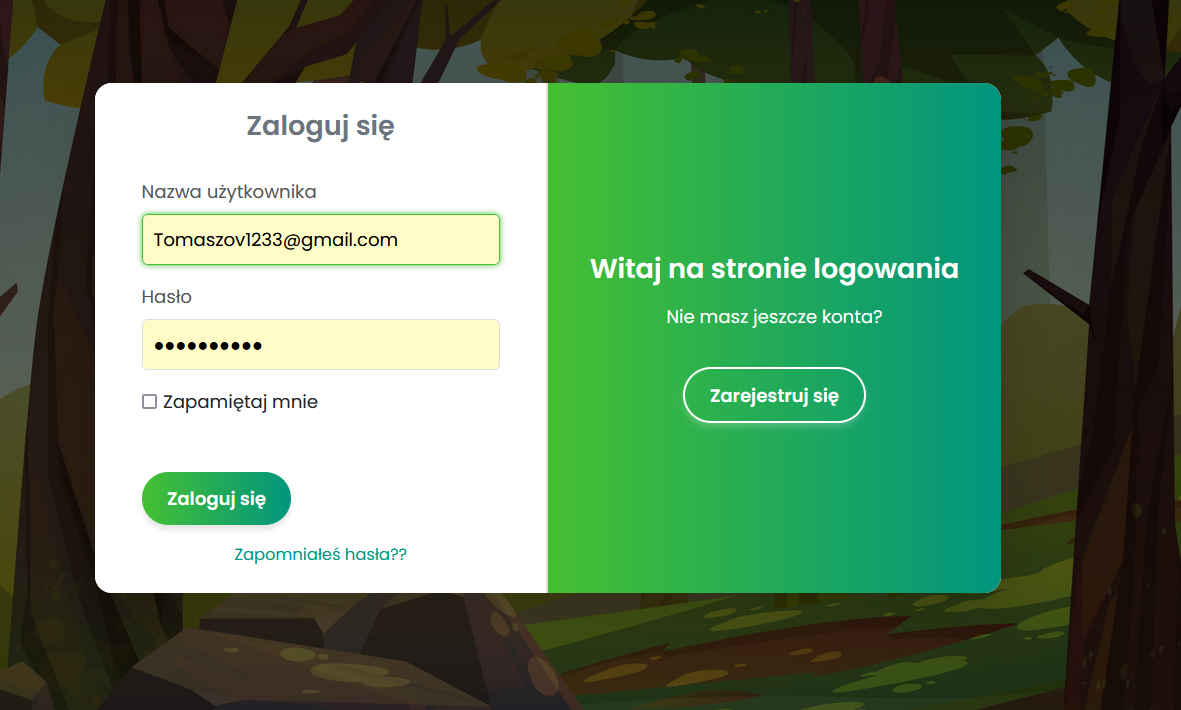 Zaloguj się
Nazwa użytkownika
Tomaszov1233@gmail.com
Hasło
••••••••••
Zapamiętaj mnie
Zaloguj się
Zapomniałeś hasła??
Witaj na stronie logowania
Nie masz jeszcze konta?
Zarejestruj się